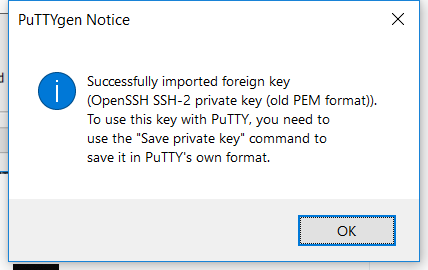 PuTTYgen Notice
Successfully imported foreign key
(OpenSSH SSH-2 private key (old PEM format)).
To use this key with PuTTY, you need to
use the "Save private key" command to
save it in PuTTY's own format.
OK